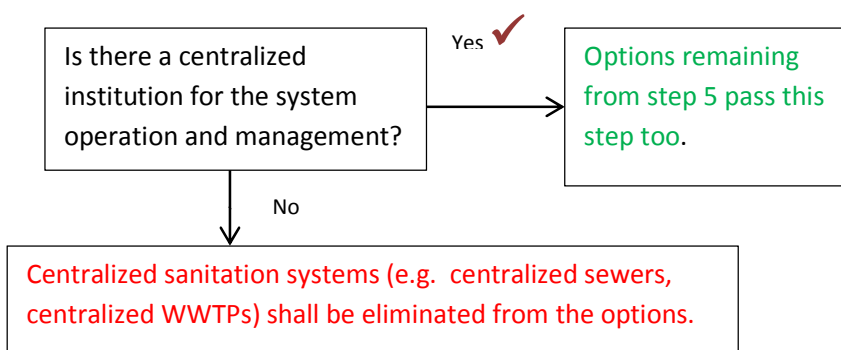 Is there a centralized
institution for the system
operation and management?
Yes
Options remaining
from step 5 pass this
step too.
No
Centralized sanitation systems (e.g. centralized sewers,
centralized WWTPs) shall be eliminated from the options.